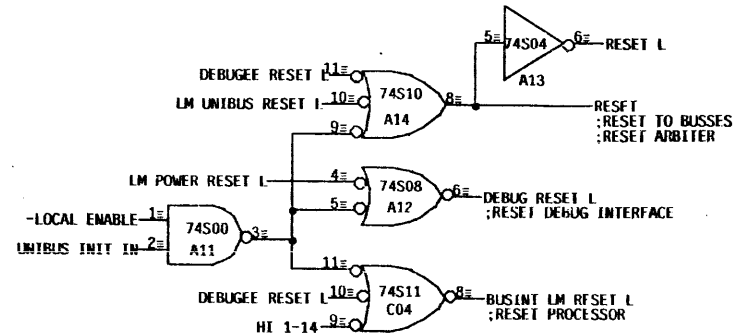 5 74S04 6 RESET L
A13
DEBUGEE RESET L 11
LM UNIBUS RESET L 10 74S10 8 RESET
A14 ;RESET TO BUSSES
;RESET ARBITER
9
LM POWER RESET L 4 74S08 6 DEBUG RESET L
5 A12 ;RESET DEBUG INTERFACE
-LOCAL ENABLE 1 74S00 3
UNIBUS INIT IN 2 A11
11
DEBUGEE RESET L 10 74S11 8 BUSINT LM RESET L
C04 ;RESET PROCESSOR
HI 1-14 9